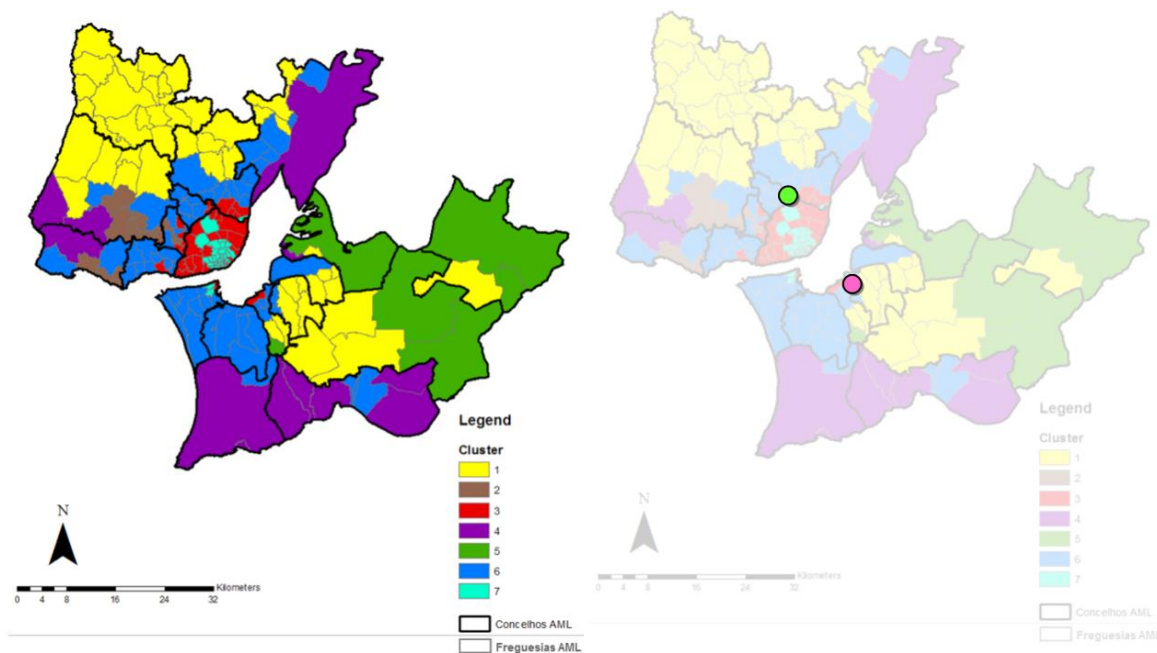 Legend
Cluster
1
2
3
4
5
6
7
N
Kilometers
0 4 8 16 24 32
Concelhos AML
Freguesias AML
Legend
Cluster
1
2
3
4
5
6
7
N
Kilometers
0 4 8 16 24 32
Concelhos AML
Freguesias AML